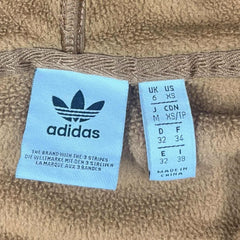 adidas
THE BRAND WITH THE 3 STRIPES
DIE WELTMARKE MIT DEN 3 STREIFEN
LA MARQUE AUX 3 BANDES
UK US
6 XS
J CDN
M XS/TP
D F
32 34
E I
32 38
MADE IN
CHINA